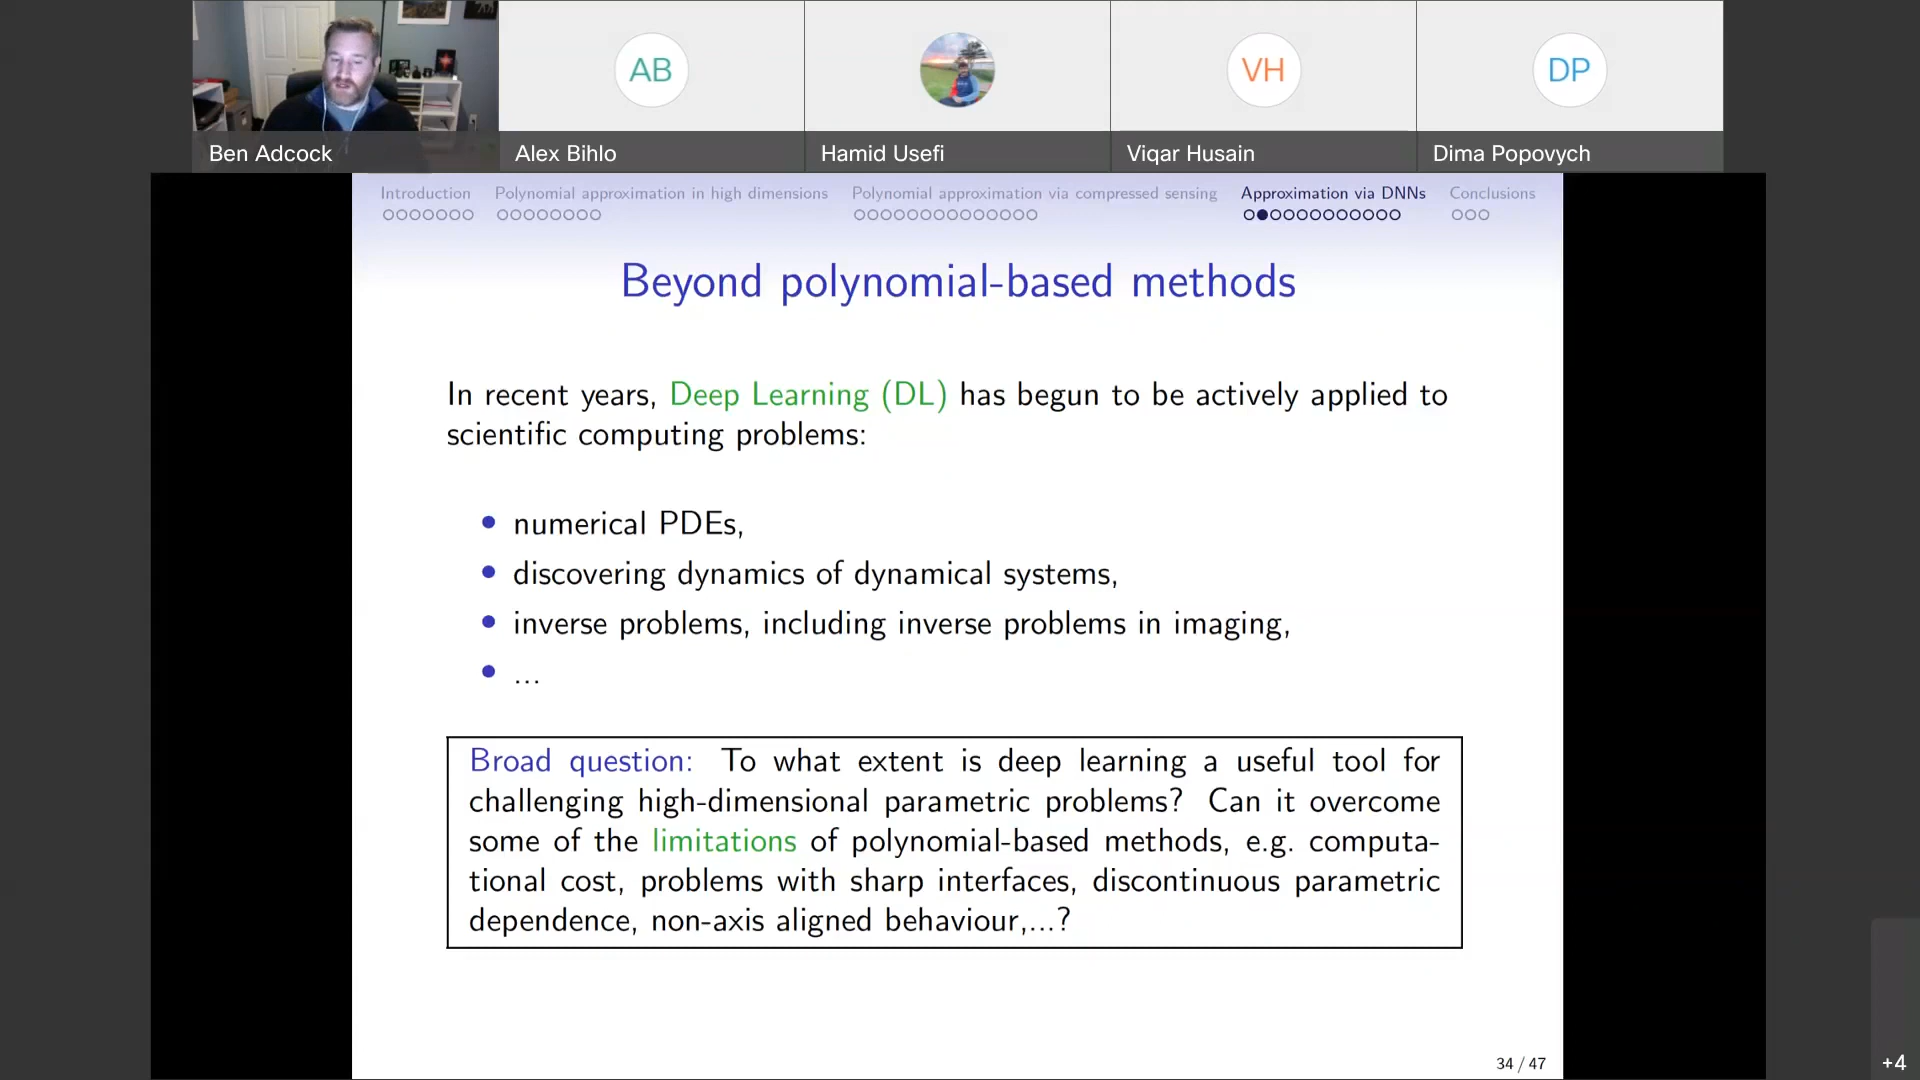 AB
VH
DP
Ben Adcock
Alex Bihlo
Hamid Usefi
Viqar Husain
Dima Popovych
Introduction
Polynomial approximation in high dimensions
Polynomial approximation via compressed sensing
Approximation via DNNs
Conclusions
Beyond polynomial-based methods
In recent years, Deep Learning (DL) has begun to be actively applied to
scientific computing problems:
• numerical PDEs,
• discovering dynamics of dynamical systems,
• inverse problems, including inverse problems in imaging,
• ...
Broad question: To what extent is deep learning a useful tool for
challenging high-dimensional parametric problems? Can it overcome
some of the limitations of polynomial-based methods, e.g. computa-
tional cost, problems with sharp interfaces, discontinuous parametric
dependence, non-axis aligned behaviour,...?
34 / 47
+4